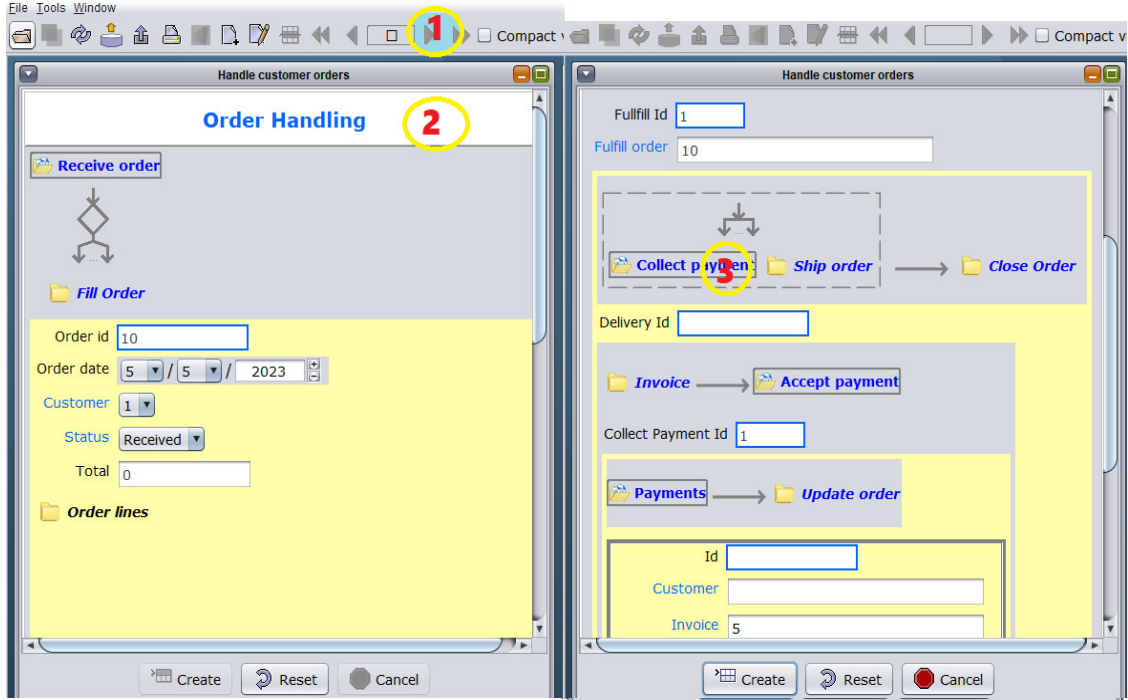 File Tools Window
1
Compact
Compact v
Handle customer orders
Order Handling
2
Receive order
...
Fill Order
Order id 10
Order date 5 / 5 / 2023
Customer 1
Status Received
Total 0
Order lines
Create Reset Cancel
Handle customer orders
Fullfill Id 1
Fulfill order 10
...
Collect payment Ship order Close Order
3
Delivery Id
Invoice Accept payment
Collect Payment Id 1
Payments Update order
Id
Customer
Invoice 5
Create Reset Cancel